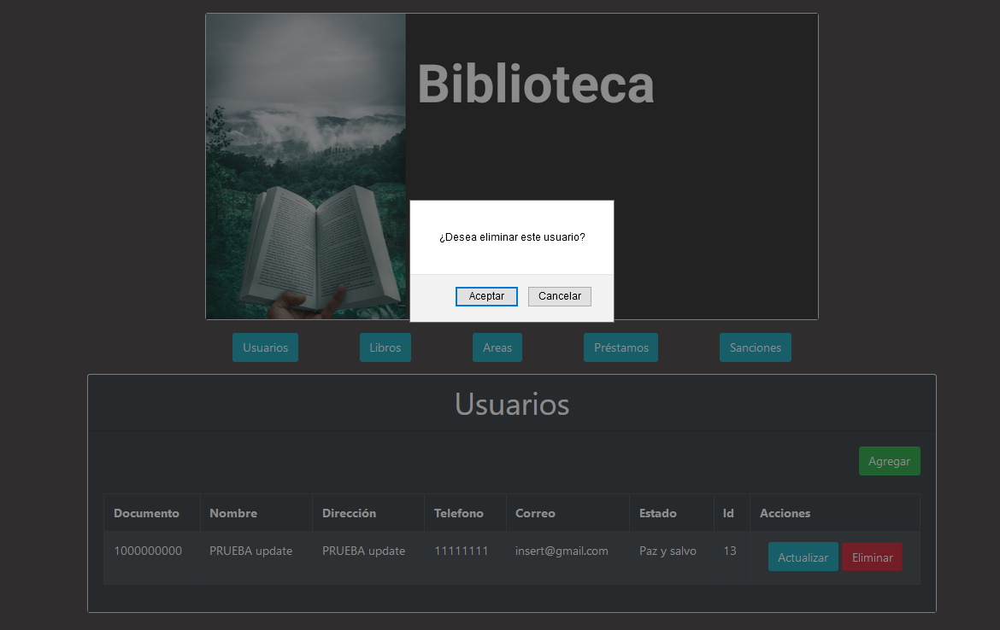 Biblioteca
¿Desea eliminar este usuario?
Aceptar Cancelar
Usuarios Libros Areas Préstamos Sanciones
Usuarios
Agregar
Documento Nombre Dirección Telefono Correo Estado Id Acciones
1000000000 PRUEBA update PRUEBA update 11111111 insert@gmail.com Paz y salvo 13 Actualizar Eliminar